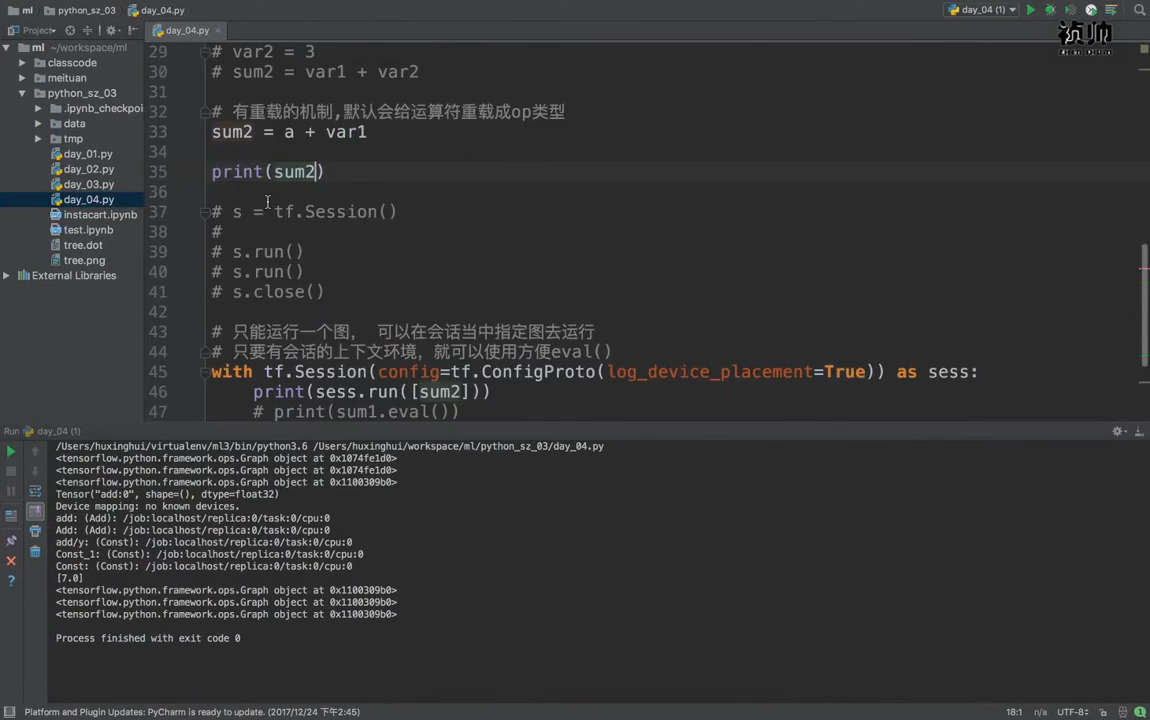 ml
python_sz_03
day_04.py
day_04 (1)
Project
day_04.py
祯帅
ZHEN SHUAI
ml ~/workspace/ml
classcode
meituan
python_sz_03
.ipynb_checkpoi
data
tmp
day_01.py
day_02.py
day_03.py
day_04.py
instacart.ipynb
test.ipynb
tree.dot
tree.png
External Libraries
29 # var2 = 3
30 # sum2 = var1 + var2
31
32 # 有重载的机制,默认会给运算符重载成op类型
33 sum2 = a + var1
34
35 print(sum2)
36
37 # s = tf.Session()
38 #
39 # s.run()
40 # s.run()
41 # s.close()
42
43 # 只能运行一个图， 可以在会话当中指定图去运行
44 # 只要有会话的上下文环境，就可以使用方便eval()
45 with tf.Session(config=tf.ConfigProto(log_device_placement=True)) as sess:
46 print(sess.run([sum2]))
47 # print(sum1.eval())
Run day_04 (1)
/Users/huxinghui/virtualenv/ml3/bin/python3.6 /Users/huxinghui/workspace/ml/python_sz_03/day_04.py
<tensorflow.python.framework.ops.Graph object at 0x1074fe1d0>
<tensorflow.python.framework.ops.Graph object at 0x1074fe1d0>
<tensorflow.python.framework.ops.Graph object at 0x1100309b0>
Tensor("add:0", shape=(), dtype=float32)
Device mapping: no known devices.
add: (Add): /job:localhost/replica:0/task:0/cpu:0
Add: (Add): /job:localhost/replica:0/task:0/cpu:0
add/y: (Const): /job:localhost/replica:0/task:0/cpu:0
Const_1: (Const): /job:localhost/replica:0/task:0/cpu:0
Const: (Const): /job:localhost/replica:0/task:0/cpu:0
[7.0]
<tensorflow.python.framework.ops.Graph object at 0x1100309b0>
<tensorflow.python.framework.ops.Graph object at 0x1100309b0>
<tensorflow.python.framework.ops.Graph object at 0x1100309b0>
Process finished with exit code 0
Platform and Plugin Updates: PyCharm is ready to update. (2017/12/24 下午2:45)
18:1 n/a UTF-8 1